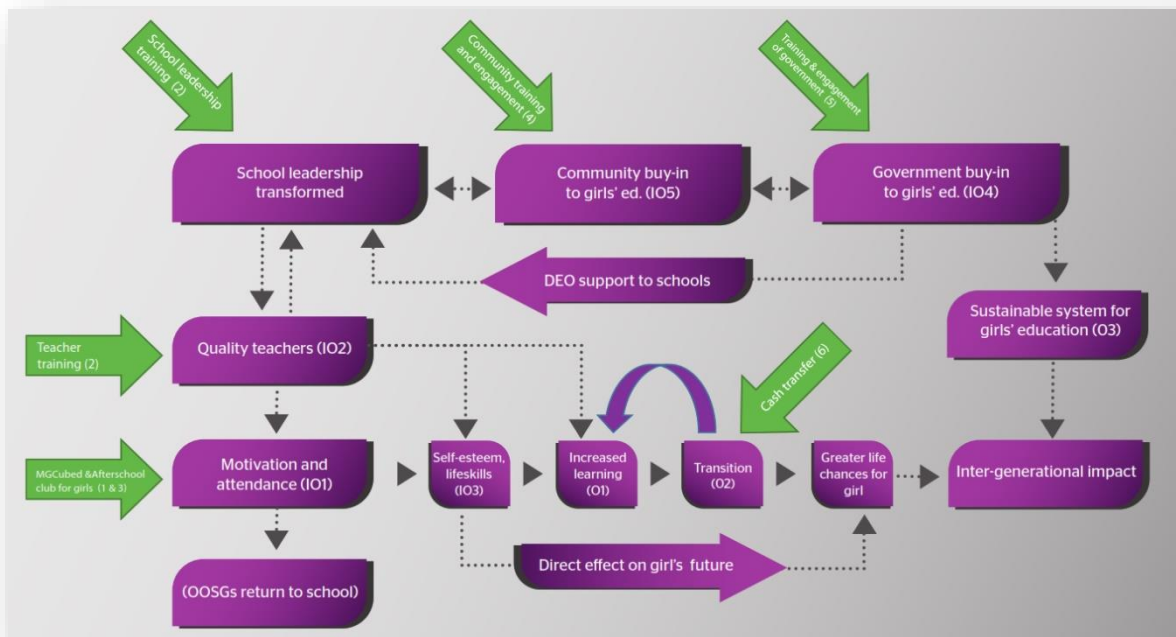 School leadership
training (2)
Community training
and engagement (4)
Training & engagement
of government (5)
School leadership
transformed
Community buy-in
to girls' ed. (IO5)
Government buy-in
to girls' ed. (IO4)
DEO support to schools
Sustainable system for
girls' education (O3)
Teacher
training (2)
Quality teachers (IO2)
Cash transfer (6)
MGCubed &Afterschool
club for girls (1 & 3)
Motivation and
attendance (IO1)
Self-esteem,
lifeskills
(IO3)
Increased
learning (O1)
Transition
(O2)
Greater life
chances for
girl
Inter-generational impact
Direct effect on girl's future
(OOSGs return to school)